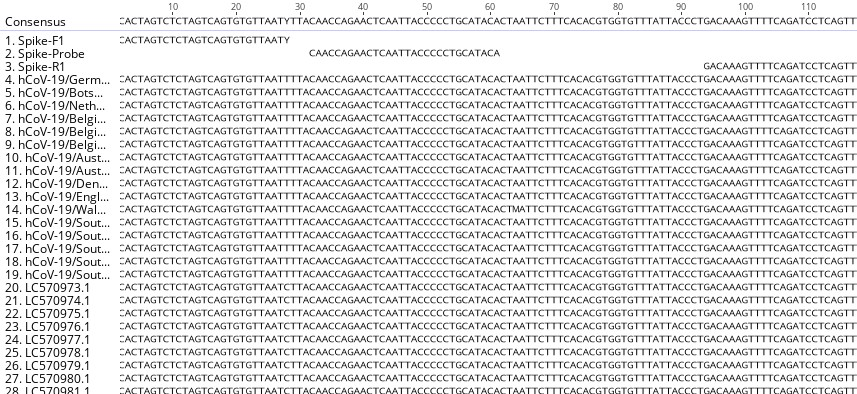 10 20 30 40 50 60 70 80 90 100 110
Consensus CACTAGTCTCTAGTCAGTGTGTTAATYTTACAACCAGAACTCAATTACCCCCTGCATACACTAATTCTTTCACACGTGGTGTTTATTACCCTGACAAAGTTTTCAGATCCTCAGTT
1. Spike-F1 CACTAGTCTCTAGTCAGTGTGTTAATY
2. Spike-Probe CAACCAGAACTCAATTACCCCCTGCATACA
3. Spike-R1 GACAAAGTTTTCAGATCCTCAGTT
4. hCoV-19/Germ... CACTAGTCTCTAGTCAGTGTGTTAATTTTACAACCAGAACTCAATTACCCCCTGCATACACTAATTCTTTCACACGTGGTGTTTATTACCCTGACAAAGTTTTCAGATCCTCAGTT
5. hCoV-19/Bots... CACTAGTCTCTAGTCAGTGTGTTAATTTTACAACCAGAACTCAATTACCCCCTGCATACACTAATTCTTTCACACGTGGTGTTTATTACCCTGACAAAGTTTTCAGATCCTCAGTT
6. hCoV-19/Neth... CACTAGTCTCTAGTCAGTGTGTTAATTTTACAACCAGAACTCAATTACCCCCTGCATACACTAATTCTTTCACACGTGGTGTTTATTACCCTGACAAAGTTTTCAGATCCTCAGTT
7. hCoV-19/Belgi... CACTAGTCTCTAGTCAGTGTGTTAATTTTACAACCAGAACTCAATTACCCCCTGCATACACTAATTCTTTCACACGTGGTGTTTATTACCCTGACAAAGTTTTCAGATCCTCAGTT
8. hCoV-19/Belgi... CACTAGTCTCTAGTCAGTGTGTTAATTTTACAACCAGAACTCAATTACCCCCTGCATACACTAATTCTTTCACACGTGGTGTTTATTACCCTGACAAAGTTTTCAGATCCTCAGTT
9. hCoV-19/Belgi... CACTAGTCTCTAGTCAGTGTGTTAATTTTACAACCAGAACTCAATTACCCCCTGCATACACTAATTCTTTCACACGTGGTGTTTATTACCCTGACAAAGTTTTCAGATCCTCAGTT
10. hCoV-19/Aust... CACTAGTCTCTAGTCAGTGTGTTAATTTTACAACCAGAACTCAATTACCCCCTGCATACACTAATTCTTTCACACGTGGTGTTTATTACCCTGACAAAGTTTTCAGATCCTCAGTT
11. hCoV-19/Aust... CACTAGTCTCTAGTCAGTGTGTTAATTTTACAACCAGAACTCAATTACCCCCTGCATACACTAATTCTTTCACACGTGGTGTTTATTACCCTGACAAAGTTTTCAGATCCTCAGTT
12. hCoV-19/Den... CACTAGTCTCTAGTCAGTGTGTTAATTTTACAACCAGAACTCAATTACCCCCTGCATACACTAATTCTTTCACACGTGGTGTTTATTACCCTGACAAAGTTTTCAGATCCTCAGTT
13. hCoV-19/Engl... CACTAGTCTCTAGTCAGTGTGTTAATTTTACAACCAGAACTCAATTACCCCCTGCATACACTAATTCTTTCACACGTGGTGTTTATTACCCTGACAAAGTTTTCAGATCCTCAGTT
14. hCoV-19/Wal... CACTAGTCTCTAGTCAGTGTGTTAATTTTACAACCAGAACTCAATTACCCCCTGCATACACTMATTCTTTCACACGTGGTGTTTATTACCCTGACAAAGTTTTCAGATCCTCAGTT
15. hCoV-19/Sout... CACTAGTCTCTAGTCAGTGTGTTAATTTTACAACCAGAACTCAATTACCCCCTGCATACACTAATTCTTTCACACGTGGTGTTTATTACCCTGACAAAGTTTTCAGATCCTCAGTT
16. hCoV-19/Sout... CACTAGTCTCTAGTCAGTGTGTTAATTTTACAACCAGAACTCAATTACCCCCTGCATACACTAATTCTTTCACACGTGGTGTTTATTACCCTGACAAAGTTTTCAGATCCTCAGTT
17. hCoV-19/Sout... CACTAGTCTCTAGTCAGTGTGTTAATTTTACAACCAGAACTCAATTACCCCCTGCATACACTAATTCTTTCACACGTGGTGTTTATTACCCTGACAAAGTTTTCAGATCCTCAGTT
18. hCoV-19/Sout... CACTAGTCTCTAGTCAGTGTGTTAATTTTACAACCAGAACTCAATTACCCCCTGCATACACTAATTCTTTCACACGTGGTGTTTATTACCCTGACAAAGTTTTCAGATCCTCAGTT
19. hCoV-19/Sout... CACTAGTCTCTAGTCAGTGTGTTAATTTTACAACCAGAACTCAATTACCCCCTGCATACACTAATTCTTTCACACGTGGTGTTTATTACCCTGACAAAGTTTTCAGATCCTCAGTT
20. LC570973.1 CACTAGTCTCTAGTCAGTGTGTTAATCTTACAACCAGAACTCAATTACCCCCTGCATACACTAATTCTTTCACACGTGGTGTTTATTACCCTGACAAAGTTTTCAGATCCTCAGTT
21. LC570974.1 CACTAGTCTCTAGTCAGTGTGTTAATCTTACAACCAGAACTCAATTACCCCCTGCATACACTAATTCTTTCACACGTGGTGTTTATTACCCTGACAAAGTTTTCAGATCCTCAGTT
22. LC570975.1 CACTAGTCTCTAGTCAGTGTGTTAATCTTACAACCAGAACTCAATTACCCCCTGCATACACTAATTCTTTCACACGTGGTGTTTATTACCCTGACAAAGTTTTCAGATCCTCAGTT
23. LC570976.1 CACTAGTCTCTAGTCAGTGTGTTAATCTTACAACCAGAACTCAATTACCCCCTGCATACACTAATTCTTTCACACGTGGTGTTTATTACCCTGACAAAGTTTTCAGATCCTCAGTT
24. LC570977.1 CACTAGTCTCTAGTCAGTGTGTTAATCTTACAACCAGAACTCAATTACCCCCTGCATACACTAATTCTTTCACACGTGGTGTTTATTACCCTGACAAAGTTTTCAGATCCTCAGTT
25. LC570978.1 CACTAGTCTCTAGTCAGTGTGTTAATCTTACAACCAGAACTCAATTACCCCCTGCATACACTAATTCTTTCACACGTGGTGTTTATTACCCTGACAAAGTTTTCAGATCCTCAGTT
26. LC570979.1 CACTAGTCTCTAGTCAGTGTGTTAATCTTACAACCAGAACTCAATTACCCCCTGCATACACTAATTCTTTCACACGTGGTGTTTATTACCCTGACAAAGTTTTCAGATCCTCAGTT
27. LC570980.1 CACTAGTCTCTAGTCAGTGTGTTAATCTTACAACCAGAACTCAATTACCCCCTGCATACACTAATTCTTTCACACGTGGTGTTTATTACCCTGACAAAGTTTTCAGATCCTCAGTT
28. LC570981.1 CACTAGTCTCTAGTCAGTGTGTTAATCTTACAACCAGAACTCAATTACCCCCTGCATACACTAATTCTTTCACACGTGGTGTTTATTACCCTGACAAAGTTTTCAGATCCTCAGTT